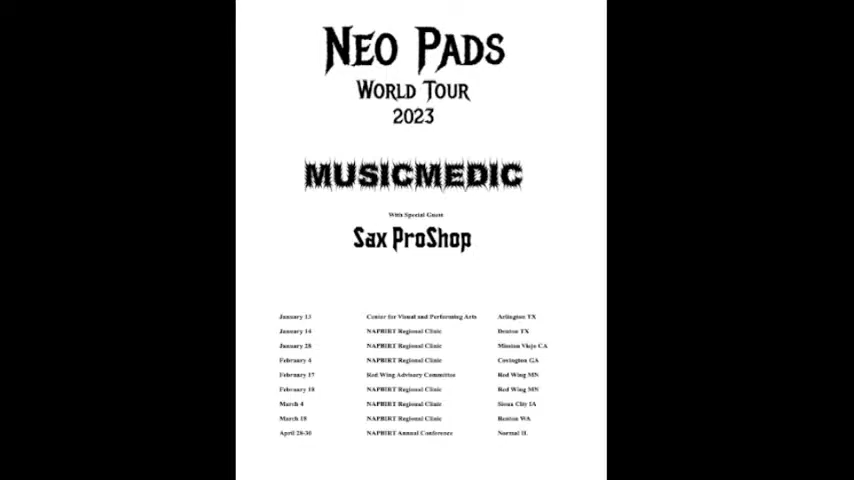 NEO PADS
WORLD TOUR
2023
MUSICMEDIC
With Special Guest
Sax ProShop
January 13 Center for Visual and Performing Arts Arlington TX
January 14 NAPBIRT Regional Clinic Denton TX
January 28 NAPBIRT Regional Clinic Mission Viejo CA
February 4 NAPBIRT Regional Clinic Covington GA
February 17 Red Wing Advisory Committee Red Wing MN
February 18 NAPBIRT Regional Clinic Red Wing MN
March 4 NAPBIRT Regional Clinic Sioux City IA
March 18 NAPBIRT Regional Clinic Renton WA
April 28-30 NAPBIRT Annual Conference Normal IL